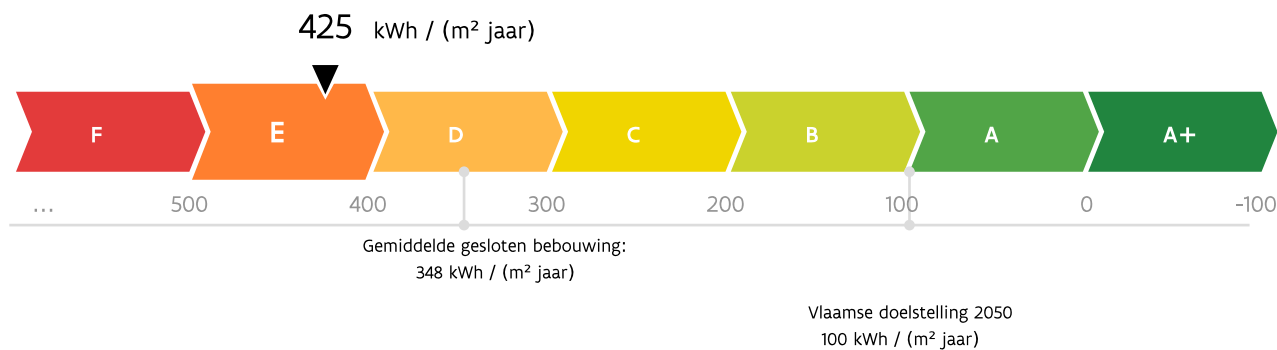 425 kWh / (m² jaar)
F E D C B A A+
... 500 400 300 200 100 0 -100
Gemiddelde gesloten bebouwing:
348 kWh / (m² jaar)
Vlaamse doelstelling 2050
100 kWh / (m² jaar)